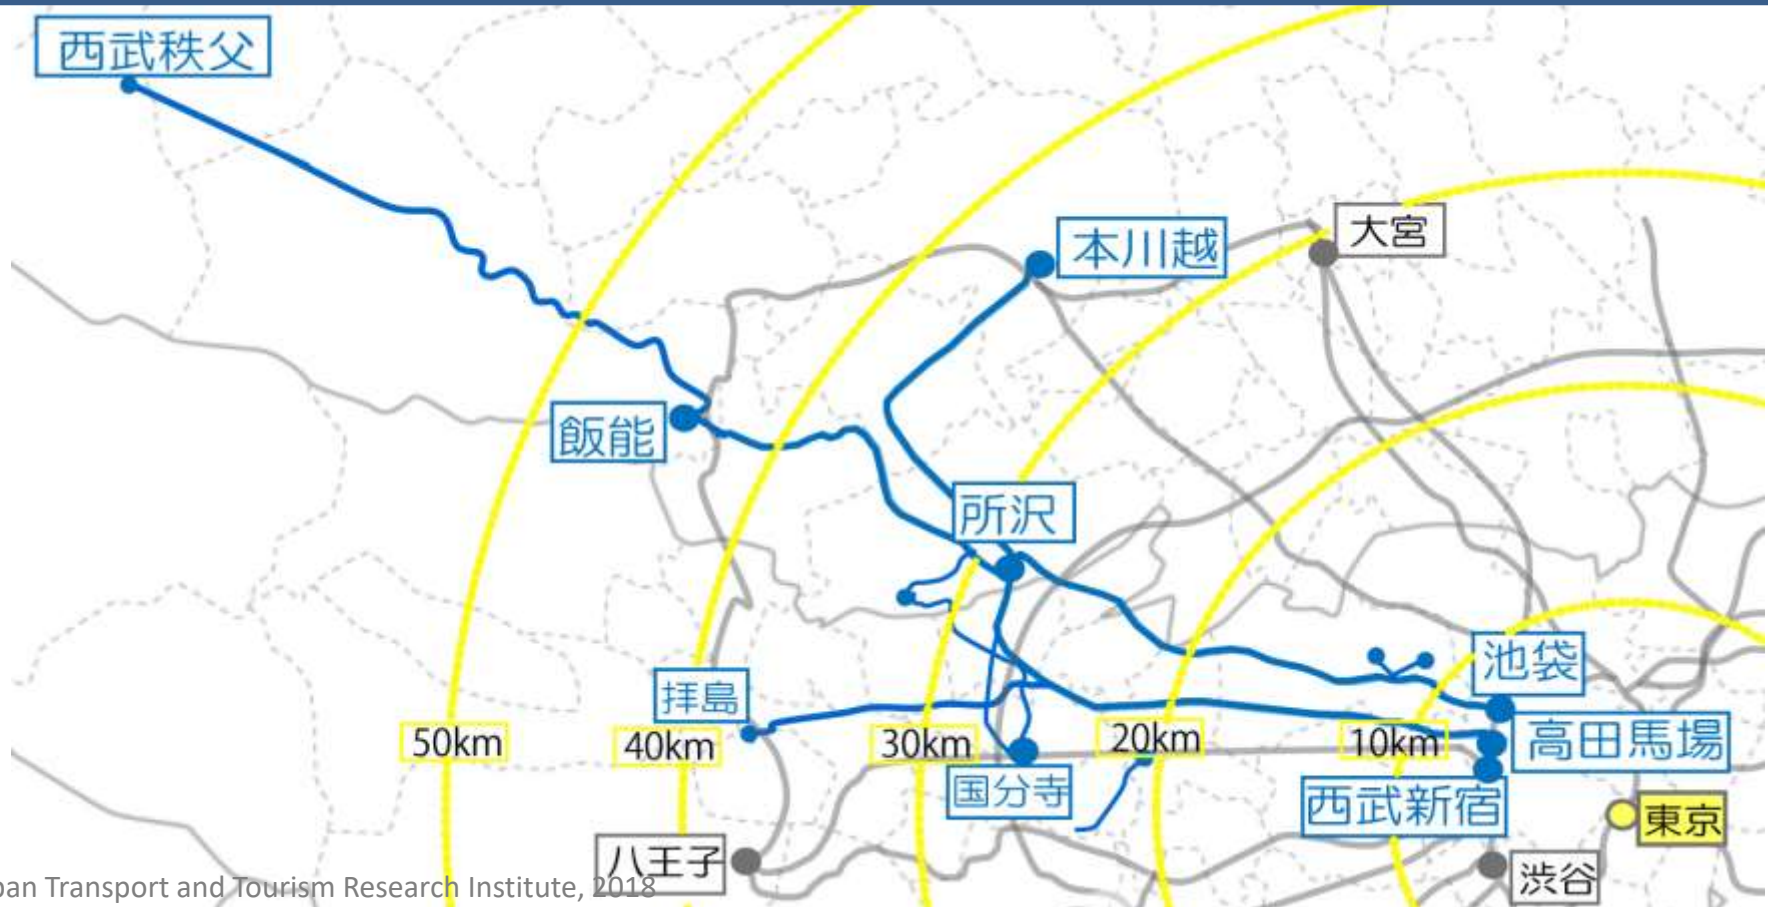 西武秩父
本川越
大宮
飯能
所沢
池袋
拝島
50km
40km
30km
20km
10km
高田馬場
国分寺
西武新宿
東京
八王子
渋谷
Transport and Tourism Research Institute, 2018